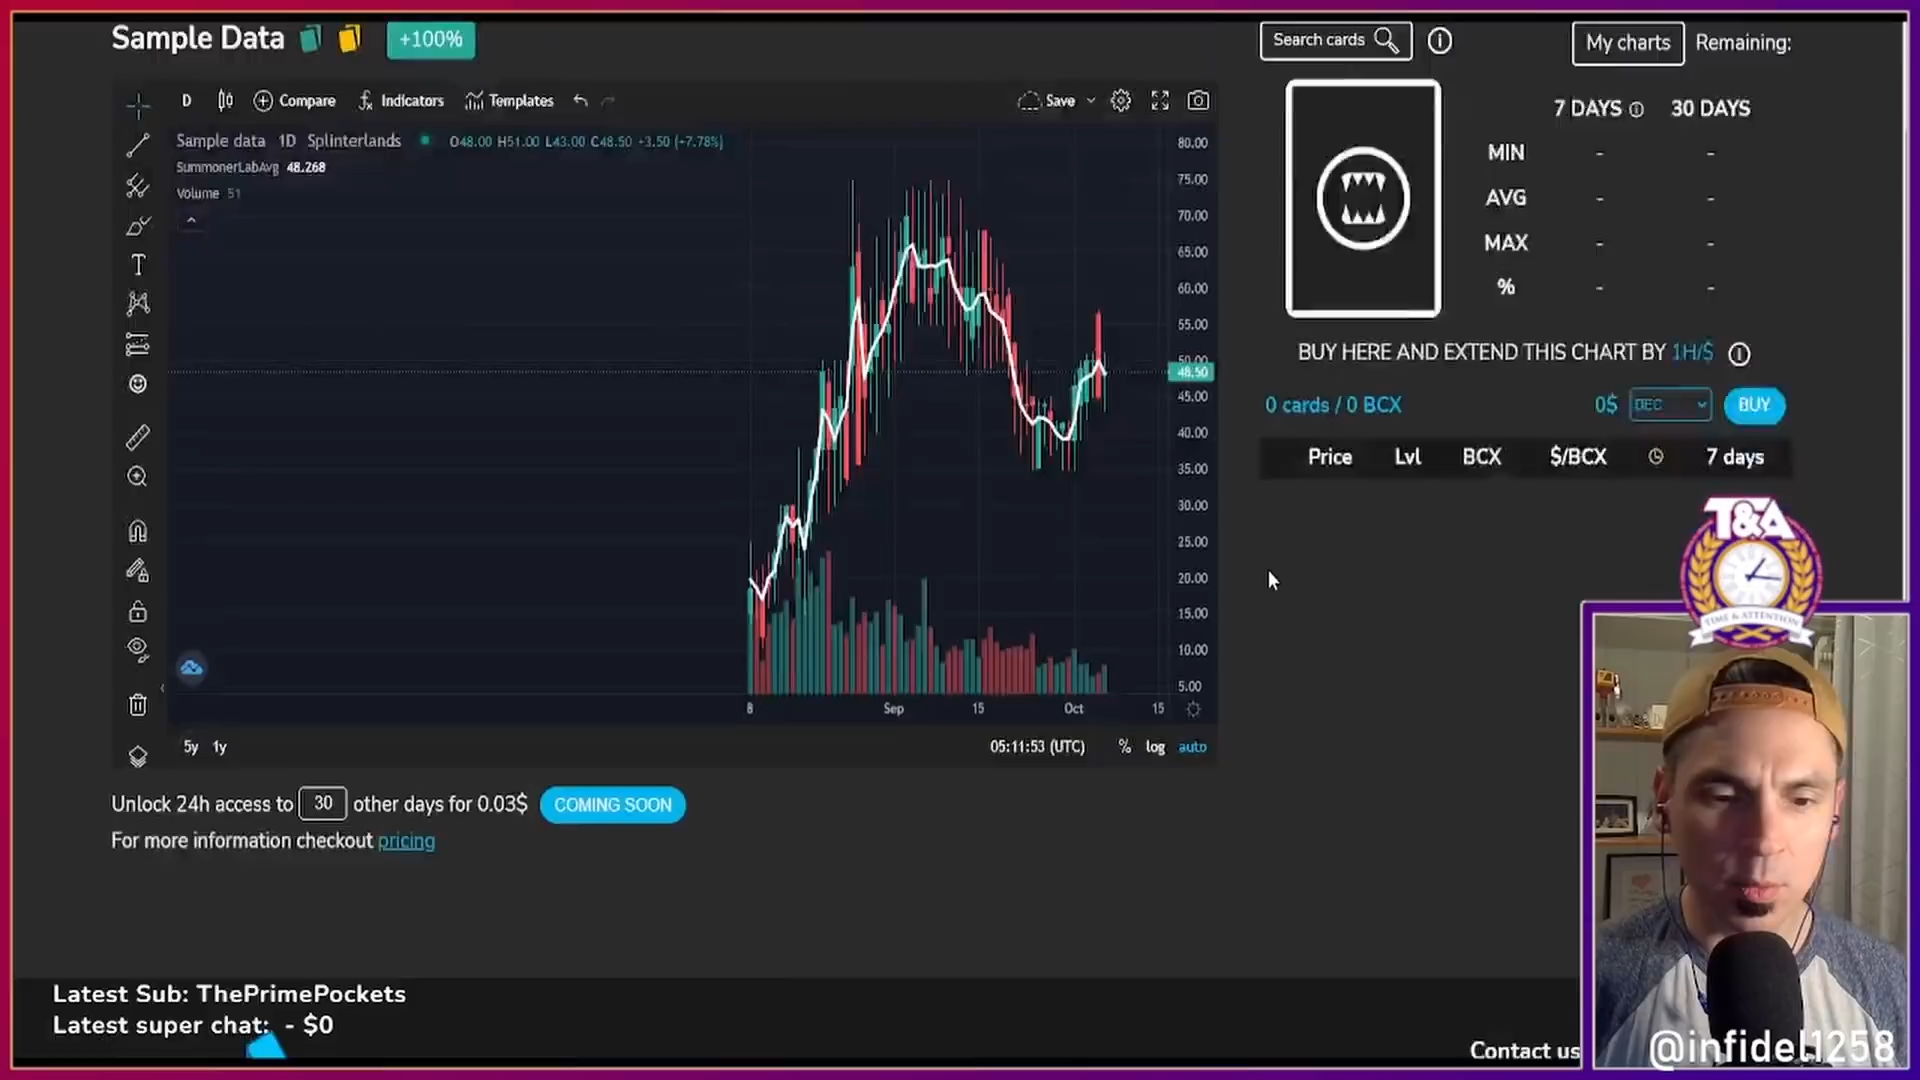 Sample Data +100%
Search cards
My charts Remaining:
D Compare Indicators Templates Save
Sample data 1D Splinterlands O48.00 H51.00 L43.00 C48.50 +3.50 (+7.78%)
SummonerLabAvg 48.268
Volume 51
80.00
75.00
70.00
65.00
60.00
55.00
50.00
48.50
45.00
40.00
35.00
30.00
25.00
20.00
15.00
10.00
5.00
8 Sep 15 Oct 15
5y 1y 05:11:53 (UTC) % log auto
Unlock 24h access to 30 other days for 0.03$ COMING SOON
For more information checkout pricing
7 DAYS 30 DAYS
MIN - -
AVG - -
MAX - -
% - -
BUY HERE AND EXTEND THIS CHART BY 1H/$
0 cards / 0 BCX 0$ DEC BUY
Price Lvl BCX $/BCX 7 days
T&A
TIME & ATTENTION
Latest Sub: ThePrimePockets
Latest super chat: - $0
Contact us
@infidel1258